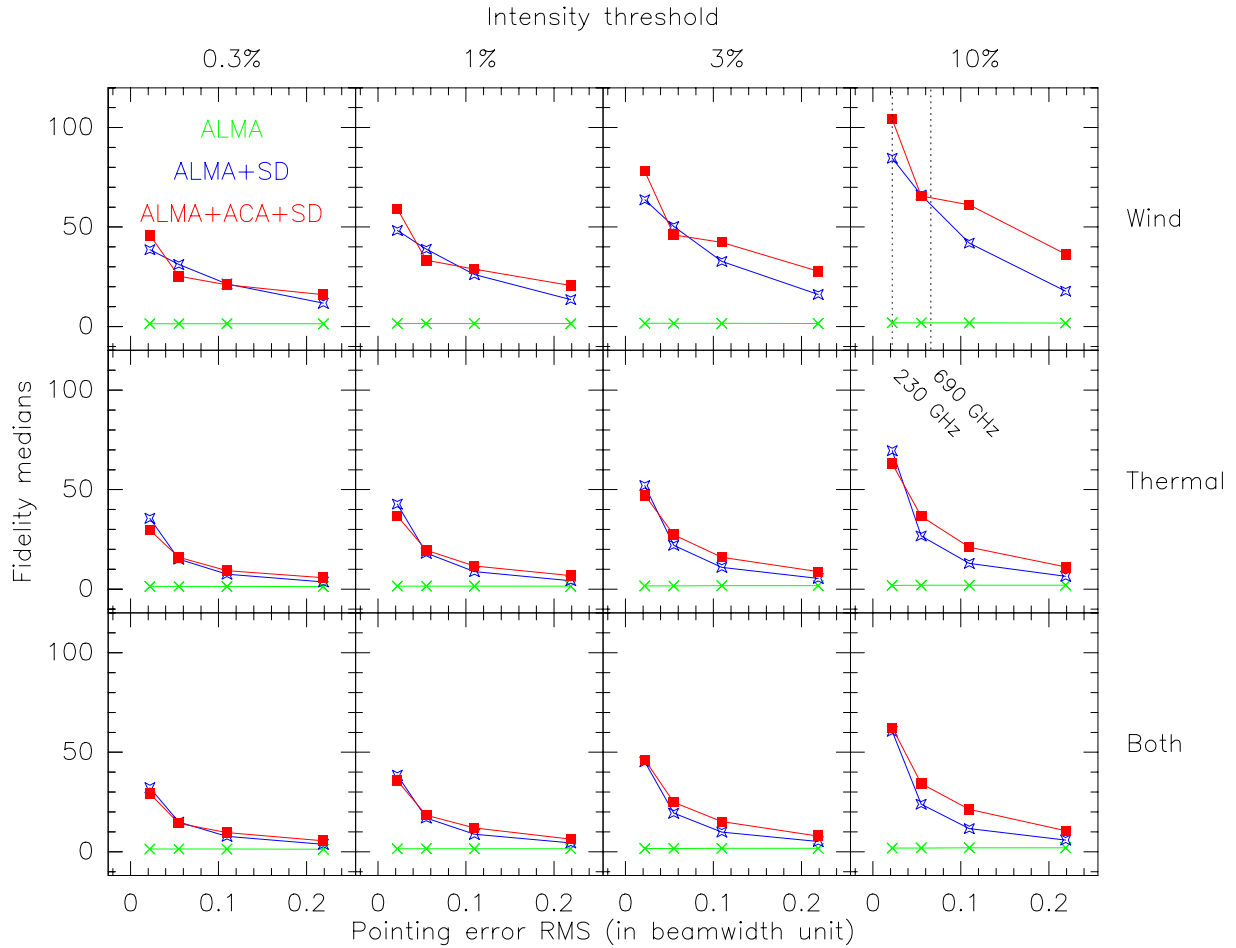 Intensity threshold
0.3% 1% 3% 10%
100
ALMA
ALMA+SD
ALMA+ACA+SD
50
0
Wind
100
690 GHz
230 GHz
50
0
Thermal
100
50
0
Both
Fidelity medians
0 0.1 0.2 0 0.1 0.2 0 0.1 0.2 0 0.1 0.2
Pointing error RMS (in beamwidth unit)